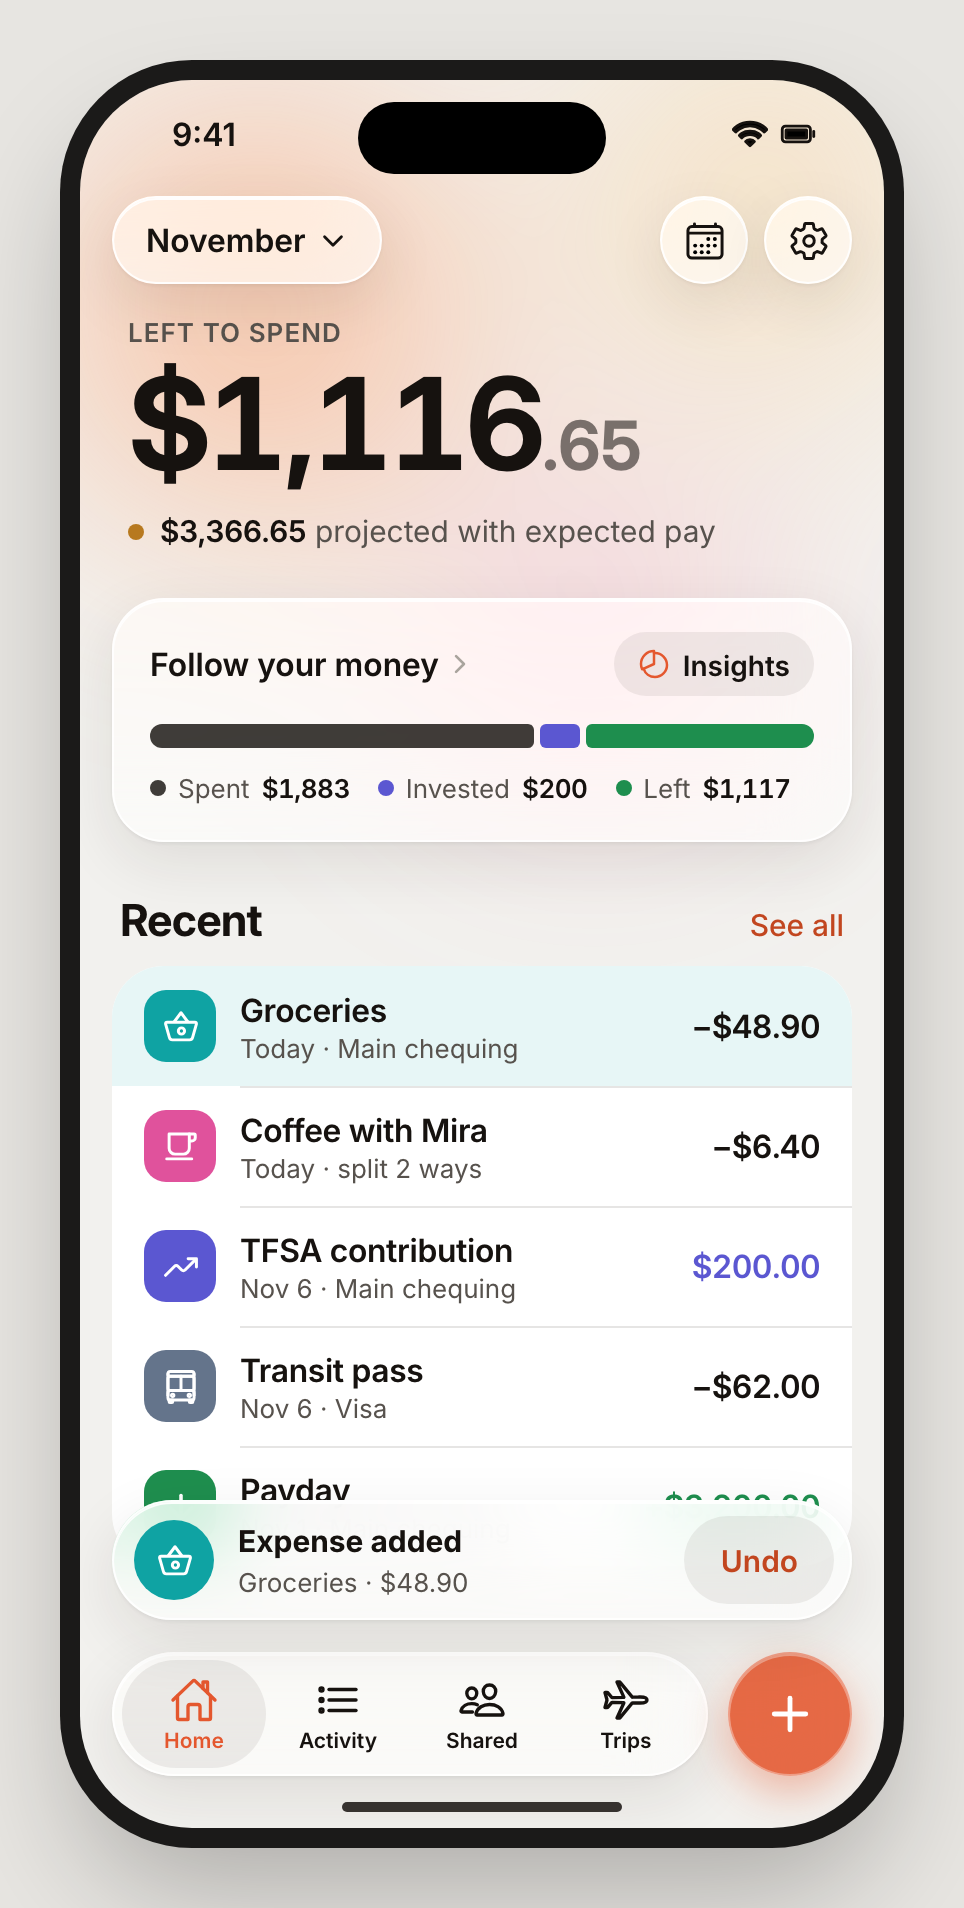 9:41
November
LEFT TO SPEND
$1,116.65
$3,366.65 projected with expected pay
Follow your money
Insights
Spent $1,883 Invested $200 Left $1,117
Recent
See all
Groceries
Today · Main chequing
−$48.90
Coffee with Mira
Today · split 2 ways
−$6.40
TFSA contribution
Nov 6 · Main chequing
$200.00
Transit pass
Nov 6 · Visa
−$62.00
Payday
Expense added
Groceries · $48.90
Undo
Home
Activity
Shared
Trips